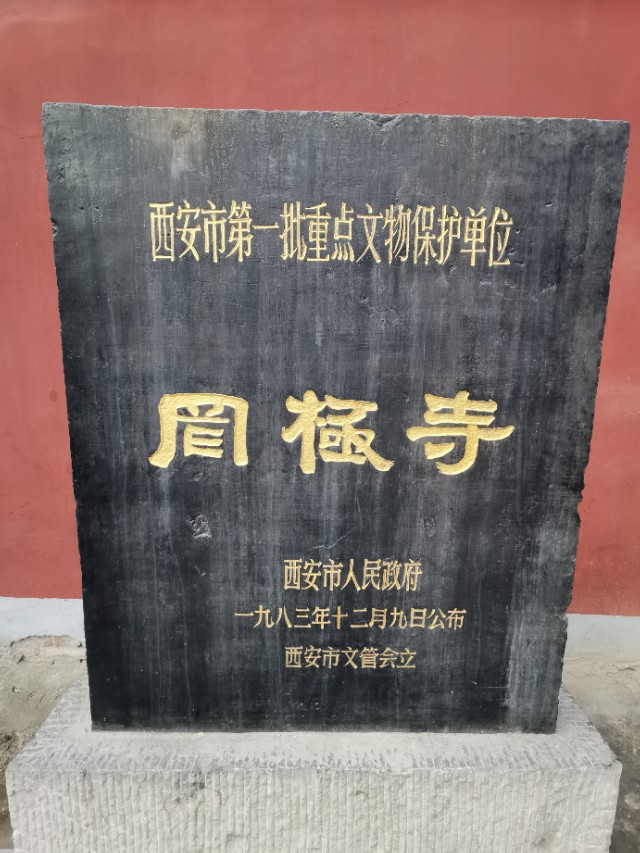 西安市第一批重点文物保护单位
罔極寺
西安市人民政府
一九八三年十二月九日公布
西安市文管会立